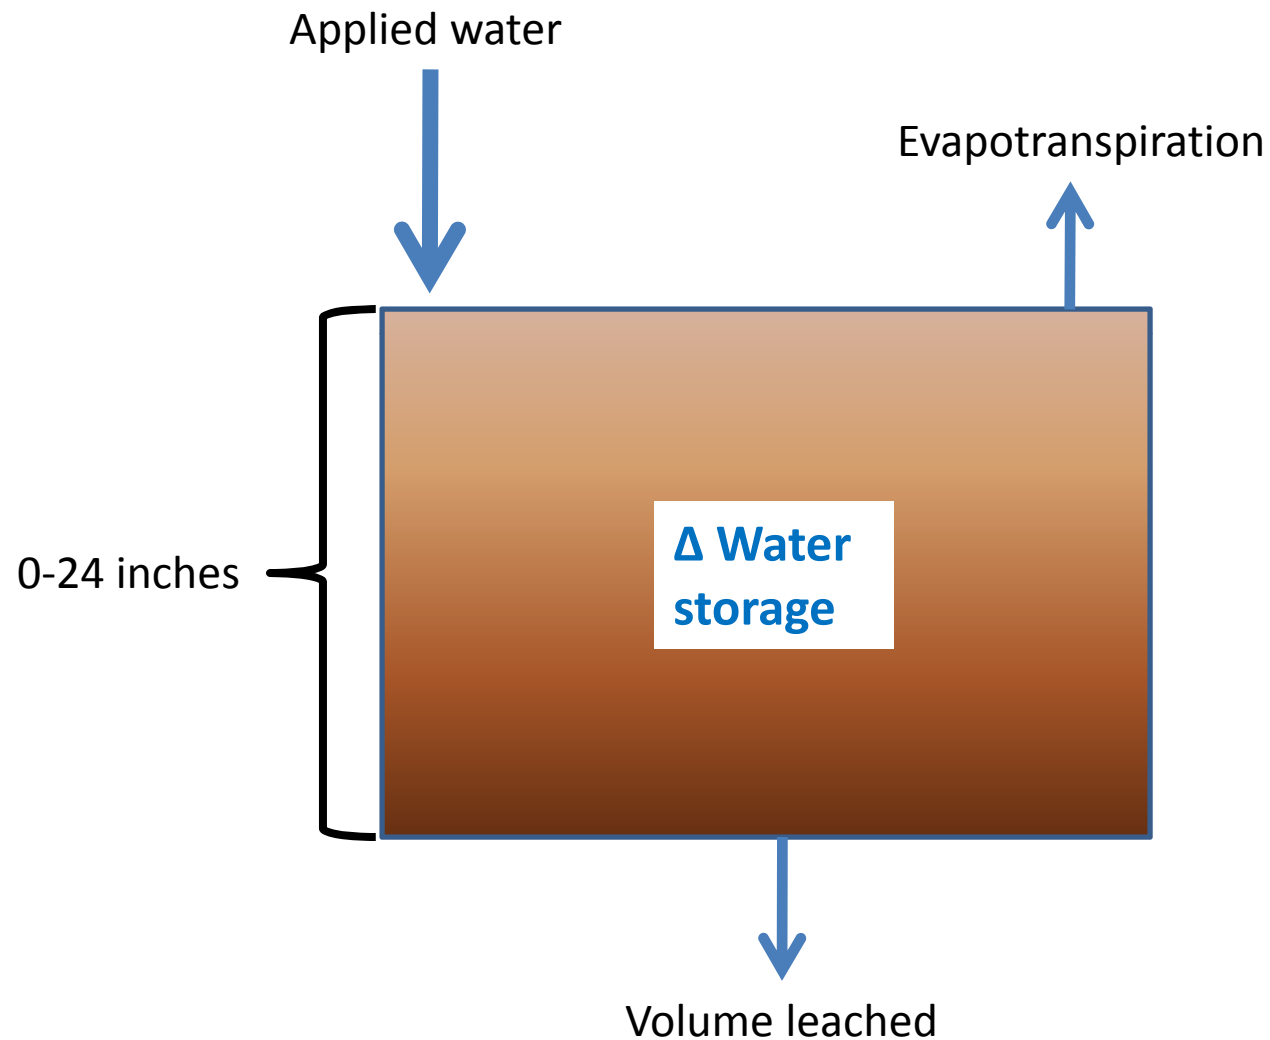 Applied water
Evapotranspiration
0-24 inches
Δ Water
storage
Volume leached